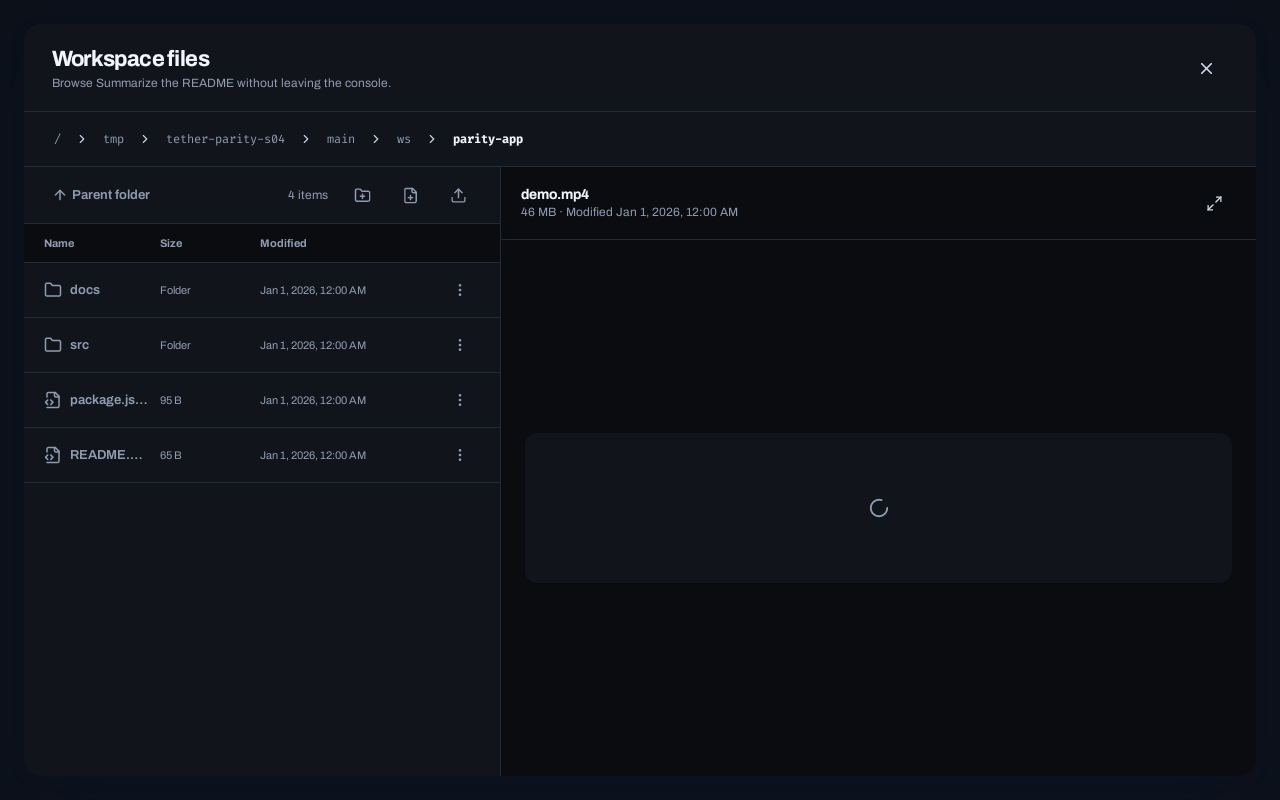 Workspace files
Browse Summarize the README without leaving the console.
/ tmp tether-parity-s04 main ws parity-app
Parent folder 4 items
Name Size Modified
docs Folder Jan 1, 2026, 12:00 AM
src Folder Jan 1, 2026, 12:00 AM
package.js... 95 B Jan 1, 2026, 12:00 AM
README.... 65 B Jan 1, 2026, 12:00 AM
demo.mp4
46 MB · Modified Jan 1, 2026, 12:00 AM